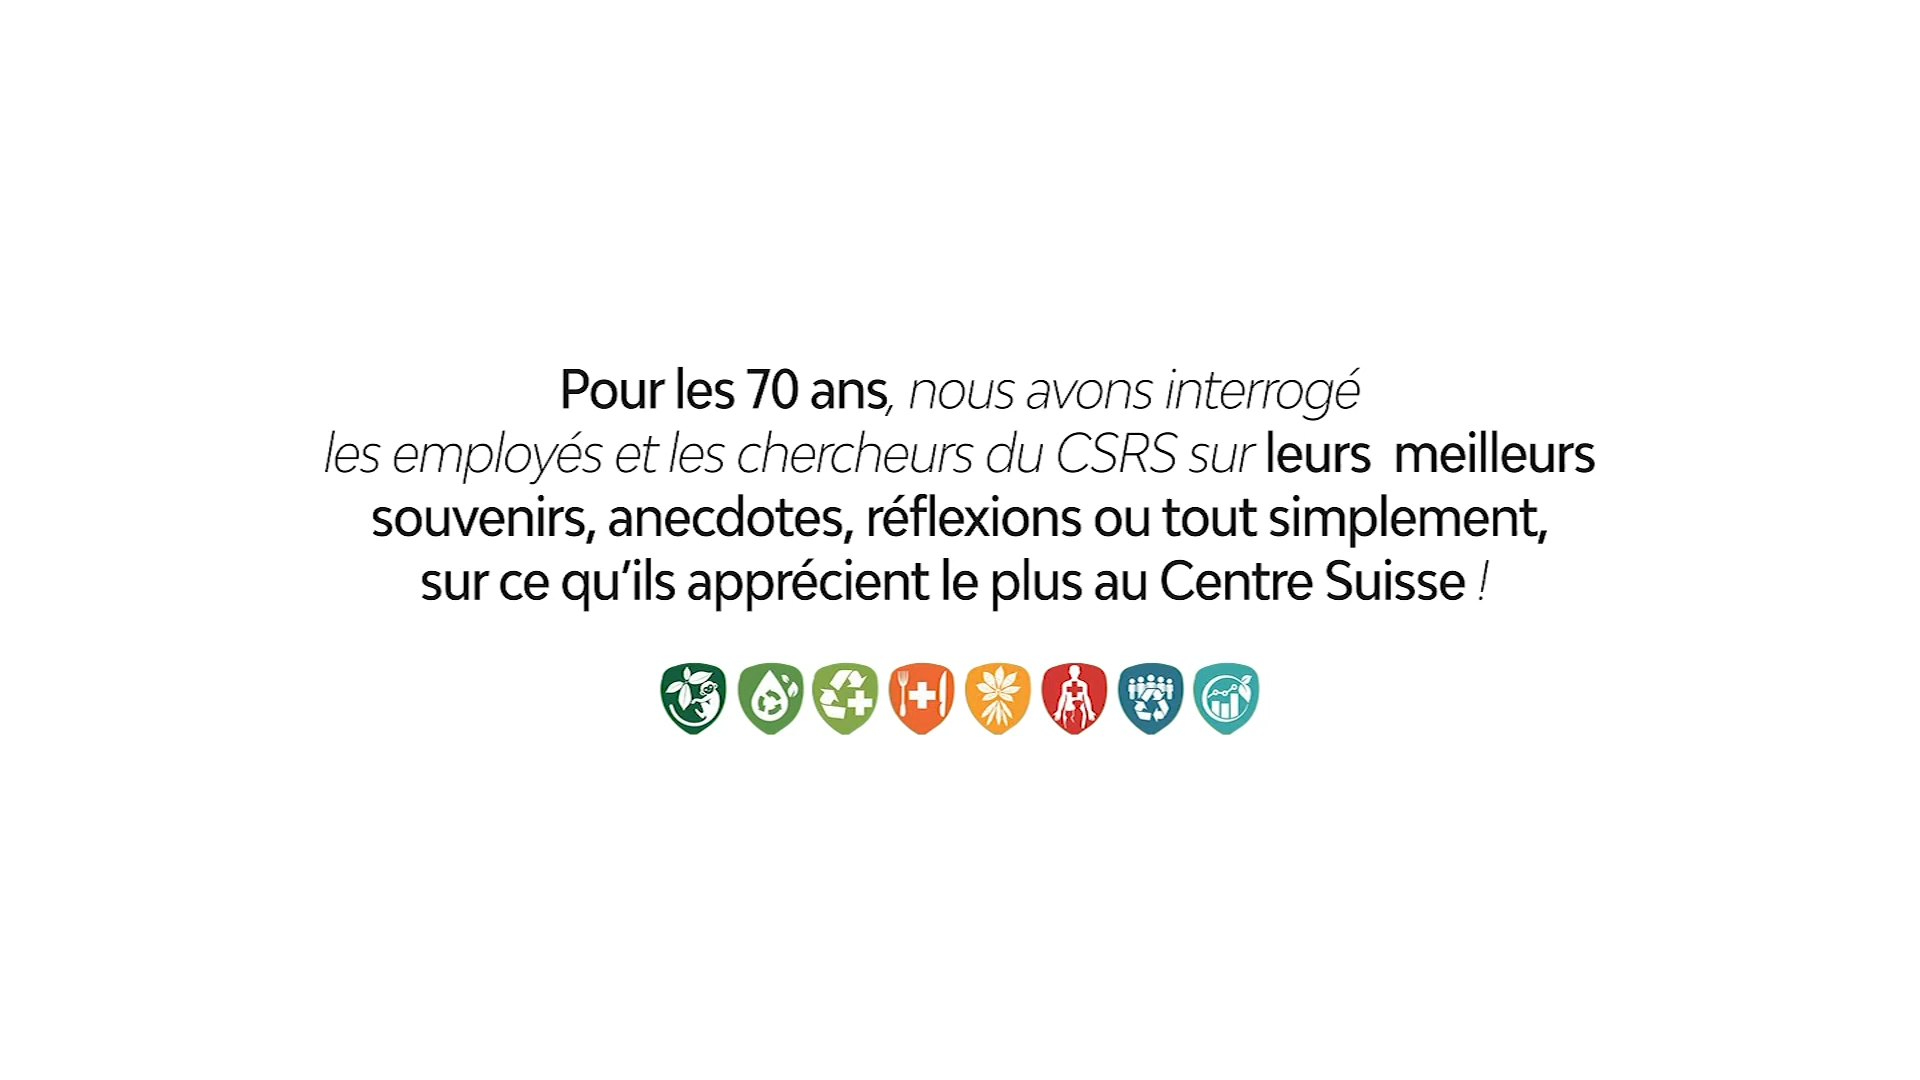 Pour les 70 ans, nous avons interrogé
les employés et les chercheurs du CSRS sur leurs  meilleurs
souvenirs, anecdotes, réflexions ou tout simplement,
sur ce qu’ils apprécient le plus au Centre Suisse !